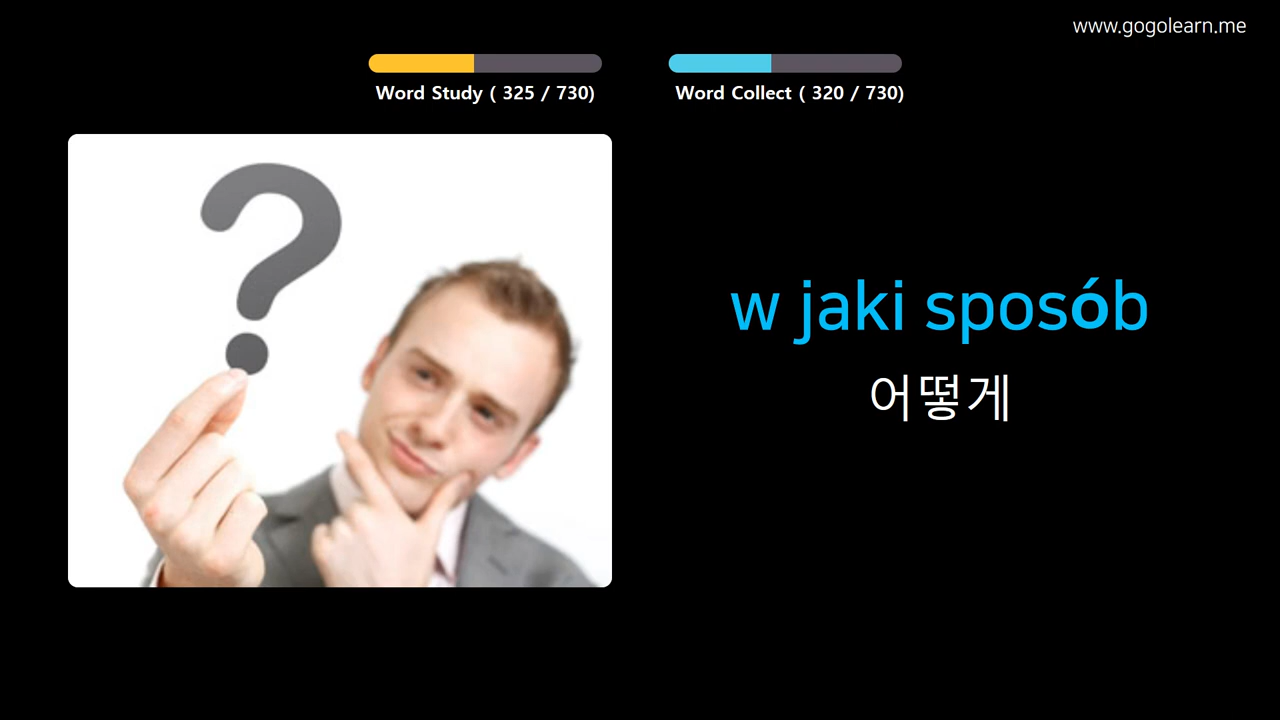 www.gogolearn.me
Word Study ( 325 / 730)
Word Collect ( 320 / 730)
?
w jaki sposób
어떻게